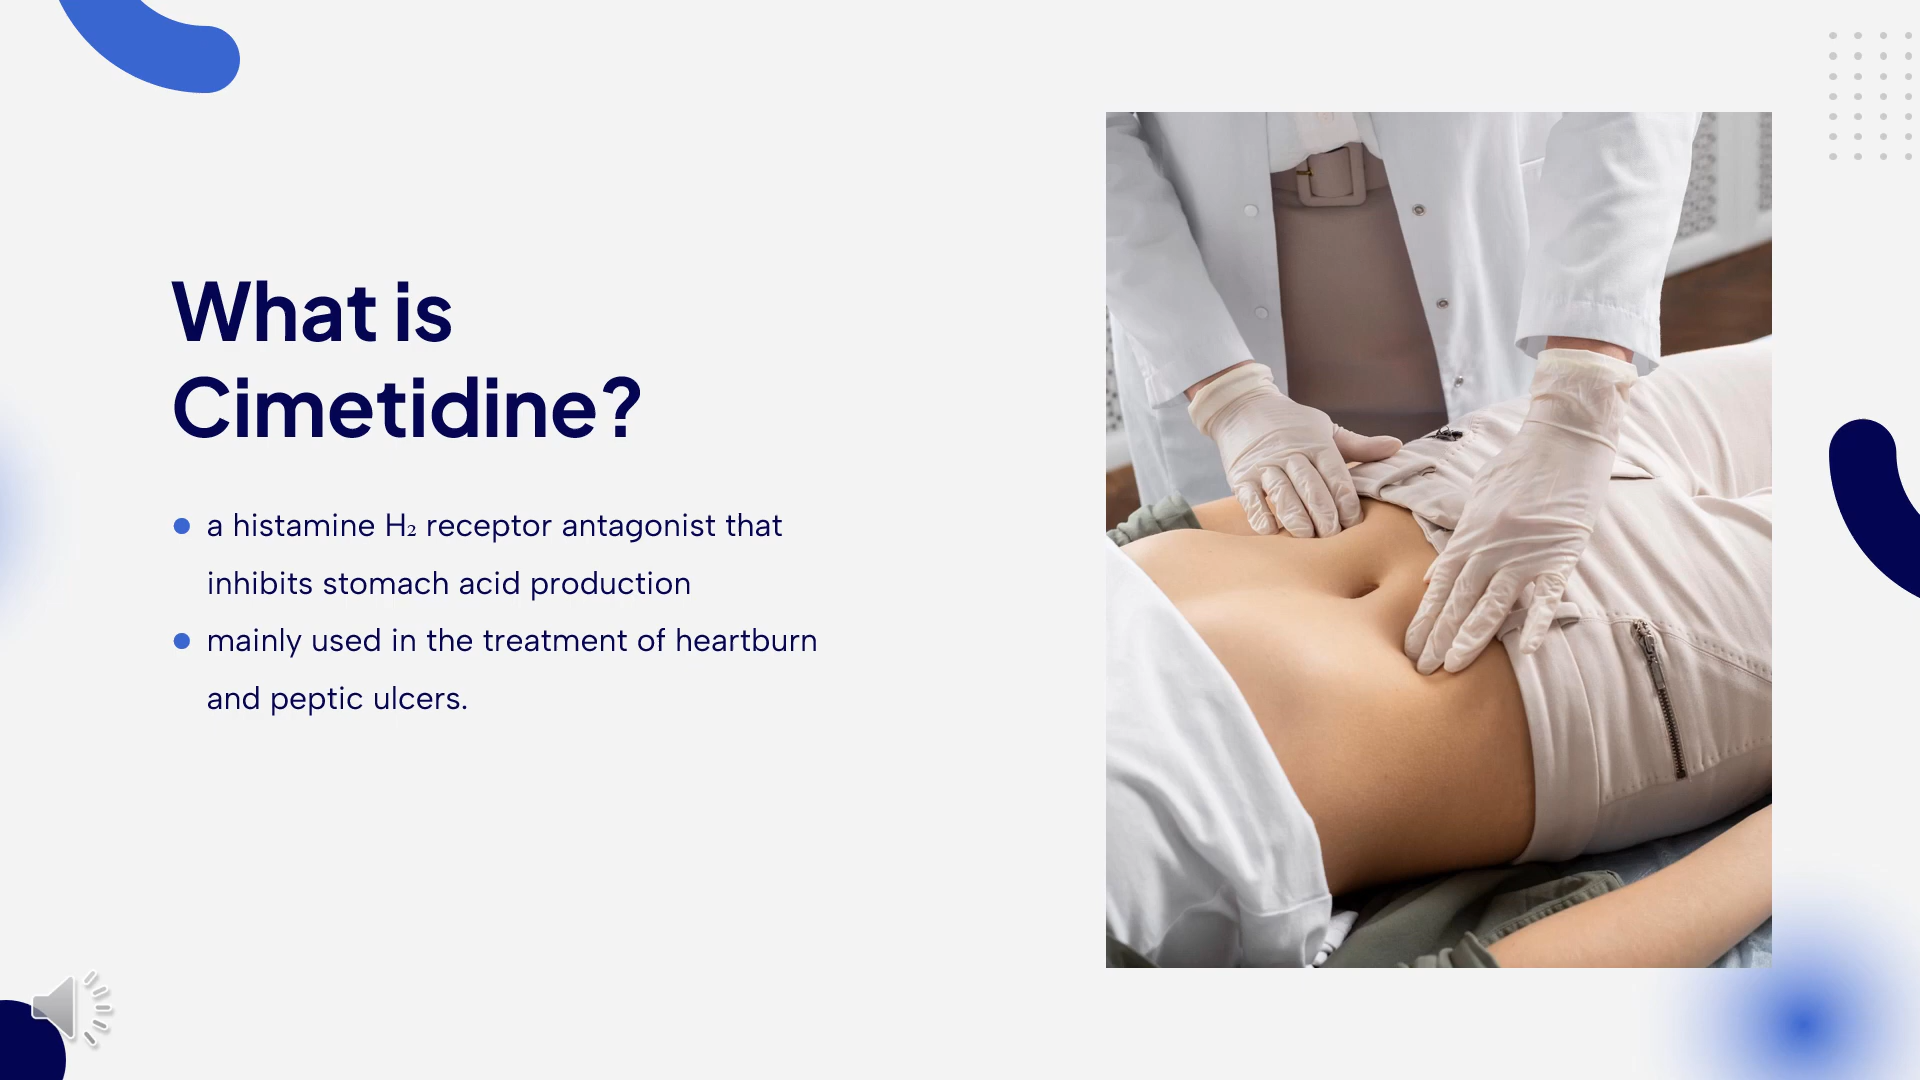 What is
Cimetidine?
a histamine H₂ receptor antagonist that
inhibits stomach acid production
mainly used in the treatment of heartburn
and peptic ulcers.